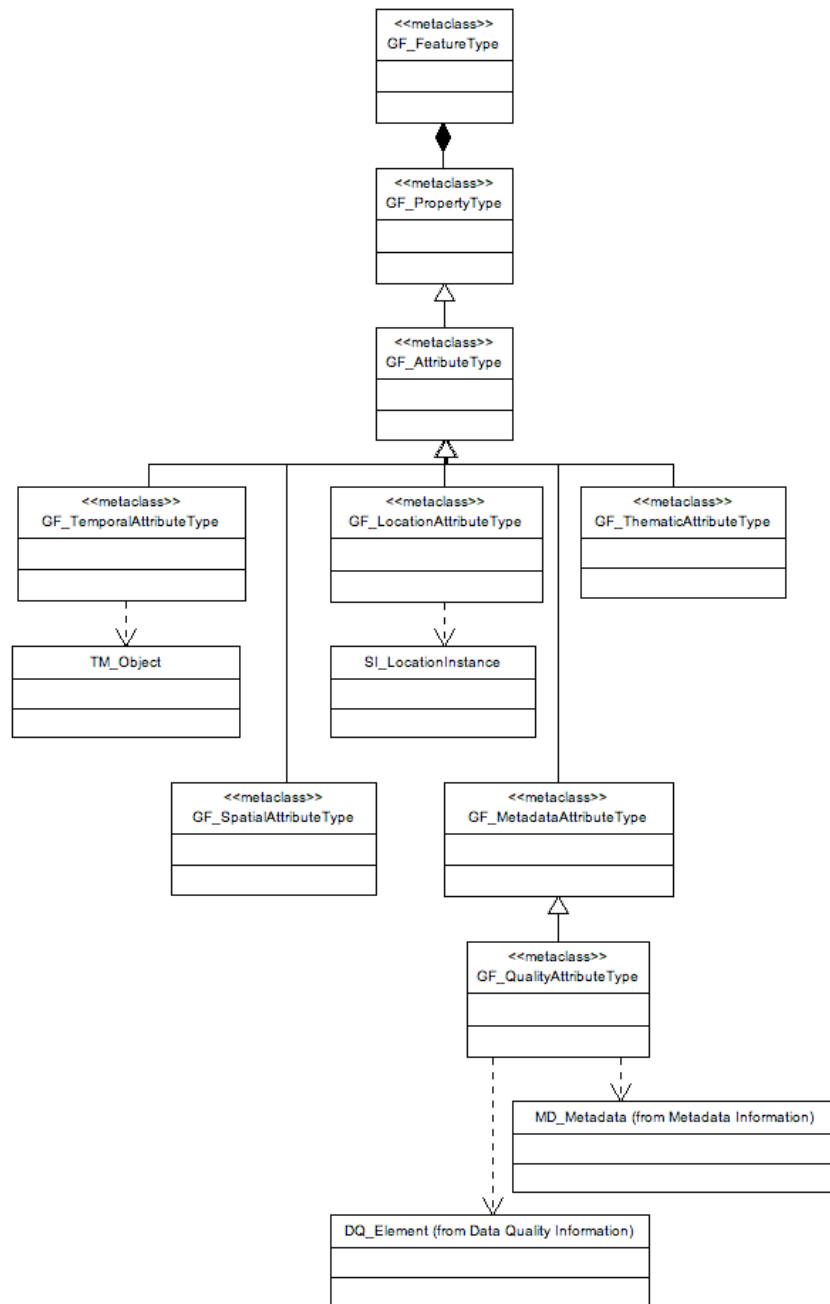 <<metaclass>>
GF_FeatureType
<<metaclass>>
GF_PropertyType
<<metaclass>>
GF_AttributeType
<<metaclass>>
GF_TemporalAttributeType
<<metaclass>>
GF_LocationAttributeType
<<metaclass>>
GF_ThematicAttributeType
TM_Object
SI_LocationInstance
<<metaclass>>
GF_SpatialAttributeType
<<metaclass>>
GF_MetadataAttributeType
<<metaclass>>
GF_QualityAttributeType
MD_Metadata (from Metadata Information)
DQ_Element (from Data Quality Information)